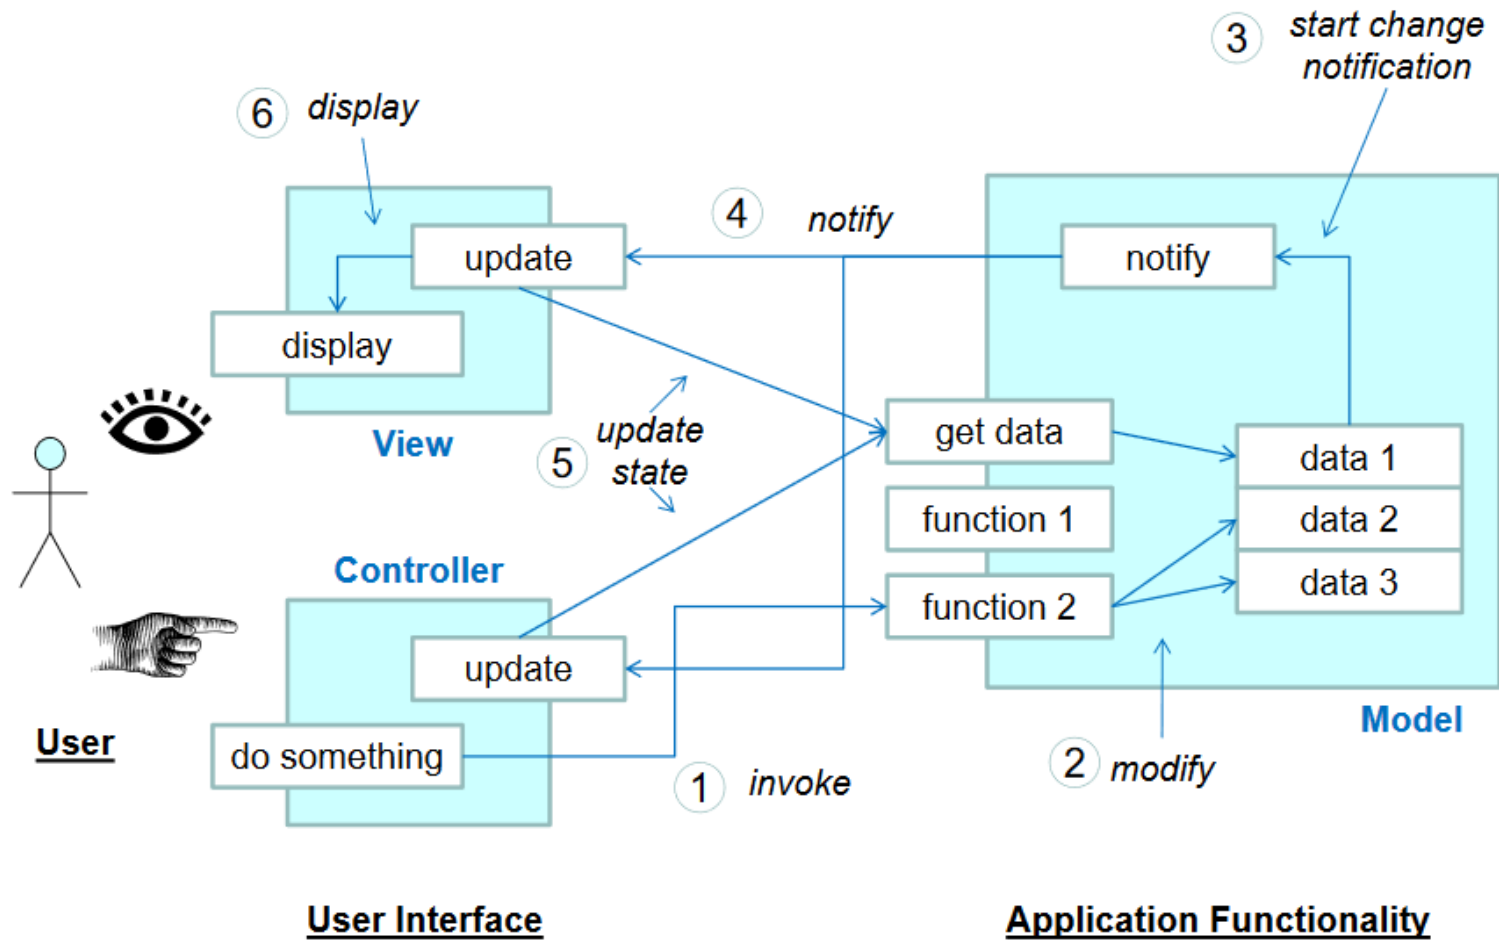 3
start change
notification
6
display
4
notify
update
notify
display
View
5
update
state
get data
data 1
function 1
data 2
Controller
data 3
function 2
update
Model
User
do something
1
invoke
2
modify
User Interface
Application Functionality